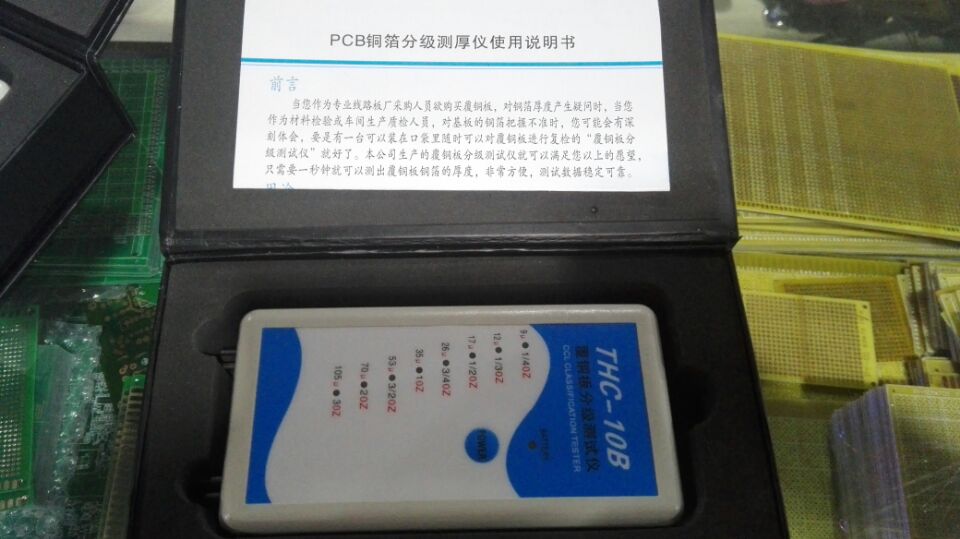 PCB铜箔分级测厚仪使用说明书
前言
当您作为专业线路板厂采购人员欲购买覆铜板，对铜箔厚度产生疑问时，当您
作为材料检验或车间生产质检人员，对基板的铜箔把握不准时，您可能会有深
刻体会，要是有一台可以装在口袋里随时可以对覆铜板进行复检的“覆铜板分
级测试仪”就好了。本公司生产的覆铜板分级测试仪就可以满足您以上的愿望，
只需要一秒钟就可以测出覆铜板铜箔的厚度，非常方便，测试数据稳定可靠。
THC-10B
覆铜板分级测试仪
CCL CLASSIFICATION TESTER
9μ 1/4OZ
12μ 1/3OZ
17μ 1/2OZ
26μ 3/4OZ
35μ 1OZ
53μ 3/2OZ
70μ 2OZ
105μ 3OZ
BATTERY
POWER